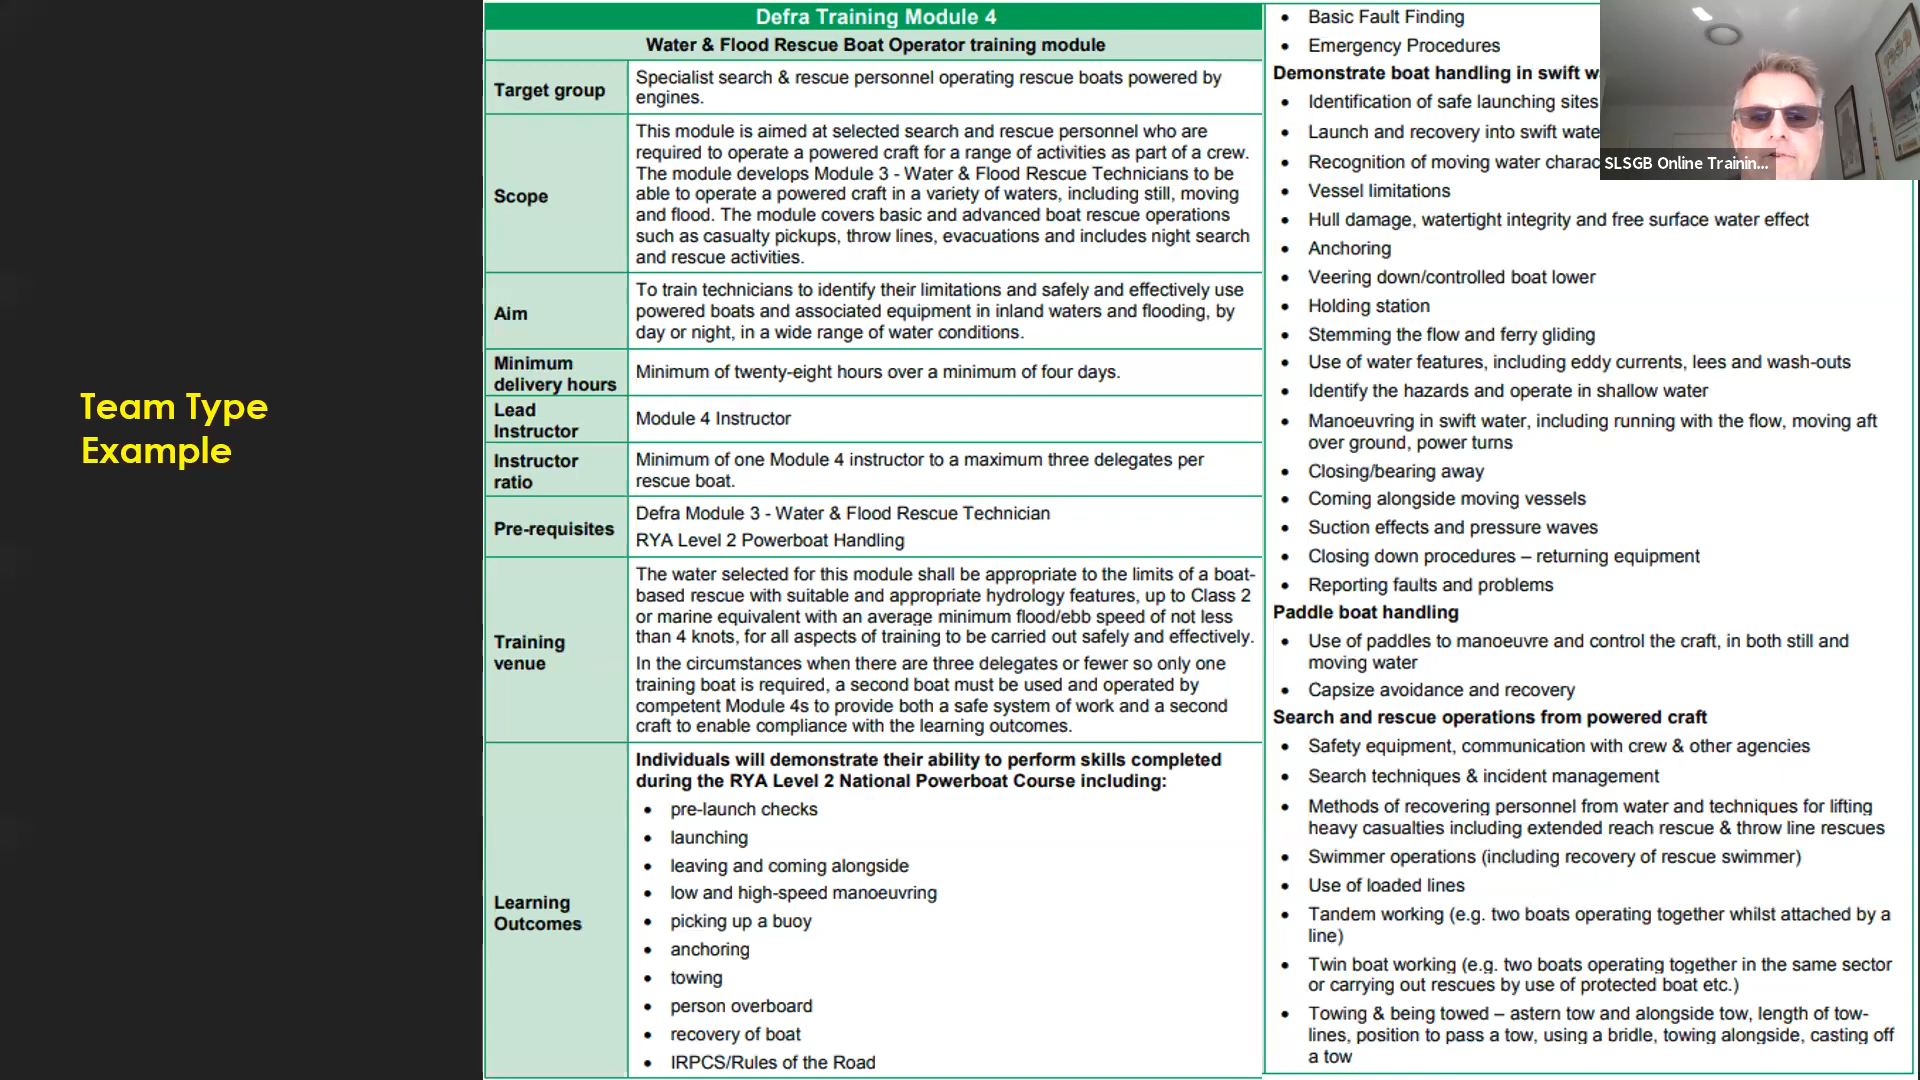 Team Type
Example
Defra Training Module 4
Water & Flood Rescue Boat Operator training module
Target group
Specialist search & rescue personnel operating rescue boats powered by
engines.
Scope
This module is aimed at selected search and rescue personnel who are
required to operate a powered craft for a range of activities as part of a crew.
The module develops Module 3 - Water & Flood Rescue Technicians to be
able to operate a powered craft in a variety of waters, including still, moving
and flood. The module covers basic and advanced boat rescue operations
such as casualty pickups, throw lines, evacuations and includes night search
and rescue activities.
Aim
To train technicians to identify their limitations and safely and effectively use
powered boats and associated equipment in inland waters and flooding, by
day or night, in a wide range of water conditions.
Minimum
delivery hours
Minimum of twenty-eight hours over a minimum of four days.
Lead
Instructor
Module 4 Instructor
Instructor
ratio
Minimum of one Module 4 instructor to a maximum three delegates per
rescue boat.
Pre-requisites
Defra Module 3 - Water & Flood Rescue Technician
RYA Level 2 Powerboat Handling
Training
venue
The water selected for this module shall be appropriate to the limits of a boat-
based rescue with suitable and appropriate hydrology features, up to Class 2
or marine equivalent with an average minimum flood/ebb speed of not less
than 4 knots, for all aspects of training to be carried out safely and effectively.
In the circumstances when there are three delegates or fewer so only one
training boat is required, a second boat must be used and operated by
competent Module 4s to provide both a safe system of work and a second
craft to enable compliance with the learning outcomes.
Learning
Outcomes
Individuals will demonstrate their ability to perform skills completed
during the RYA Level 2 National Powerboat Course including:
• pre-launch checks
• launching
• leaving and coming alongside
• low and high-speed manoeuvring
• picking up a buoy
• anchoring
• towing
• person overboard
• recovery of boat
• IRPCS/Rules of the Road
• Basic Fault Finding
• Emergency Procedures
Demonstrate boat handling in swift w
• Identification of safe launching sites
• Launch and recovery into swift wate
• Recognition of moving water charac
• Vessel limitations
• Hull damage, watertight integrity and free surface water effect
• Anchoring
• Veering down/controlled boat lower
• Holding station
• Stemming the flow and ferry gliding
• Use of water features, including eddy currents, lees and wash-outs
• Identify the hazards and operate in shallow water
• Manoeuvring in swift water, including running with the flow, moving aft
over ground, power turns
• Closing/bearing away
• Coming alongside moving vessels
• Suction effects and pressure waves
• Closing down procedures – returning equipment
• Reporting faults and problems
Paddle boat handling
• Use of paddles to manoeuvre and control the craft, in both still and
moving water
• Capsize avoidance and recovery
Search and rescue operations from powered craft
• Safety equipment, communication with crew & other agencies
• Search techniques & incident management
• Methods of recovering personnel from water and techniques for lifting
heavy casualties including extended reach rescue & throw line rescues
• Swimmer operations (including recovery of rescue swimmer)
• Use of loaded lines
• Tandem working (e.g. two boats operating together whilst attached by a
line)
• Twin boat working (e.g. two boats operating together in the same sector
or carrying out rescues by use of protected boat etc.)
• Towing & being towed – astern tow and alongside tow, length of tow-
lines, position to pass a tow, using a bridle, towing alongside, casting off
a tow
SLSGB Online Trainin...